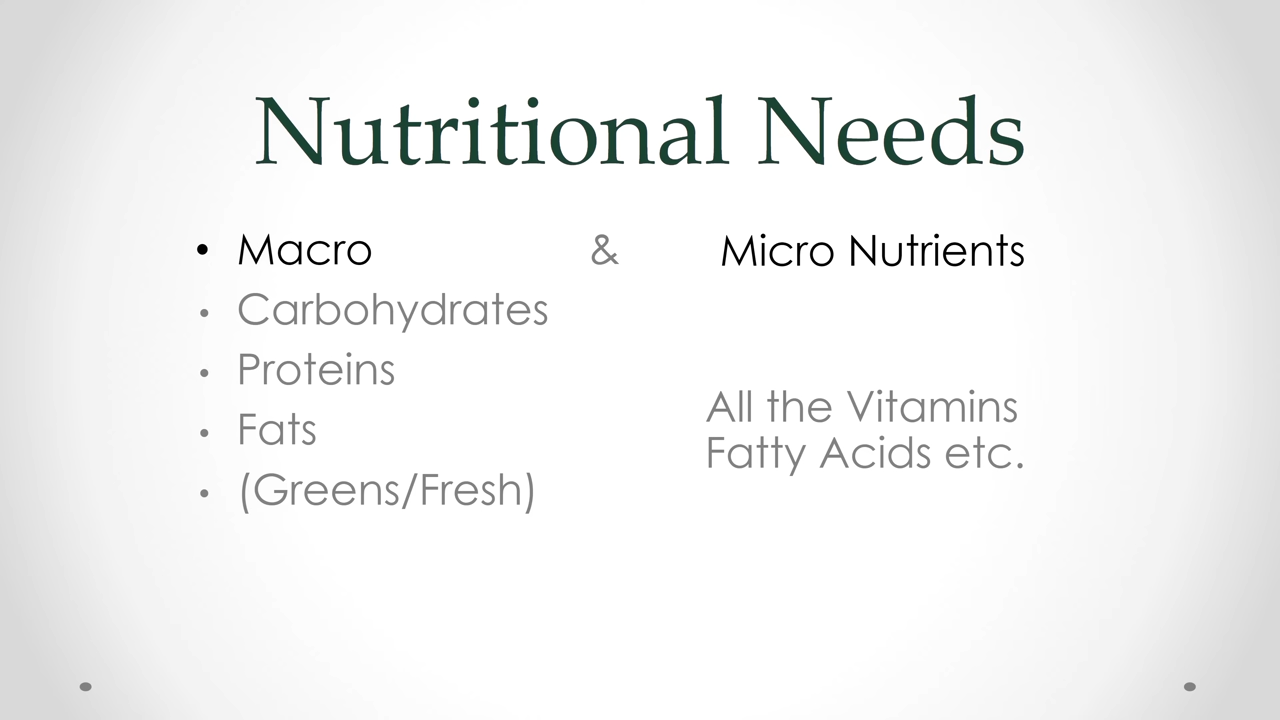 Nutritional Needs
• Macro & Micro Nutrients
• Carbohydrates
• Proteins
• Fats
• (Greens/Fresh)
All the Vitamins
Fatty Acids etc.